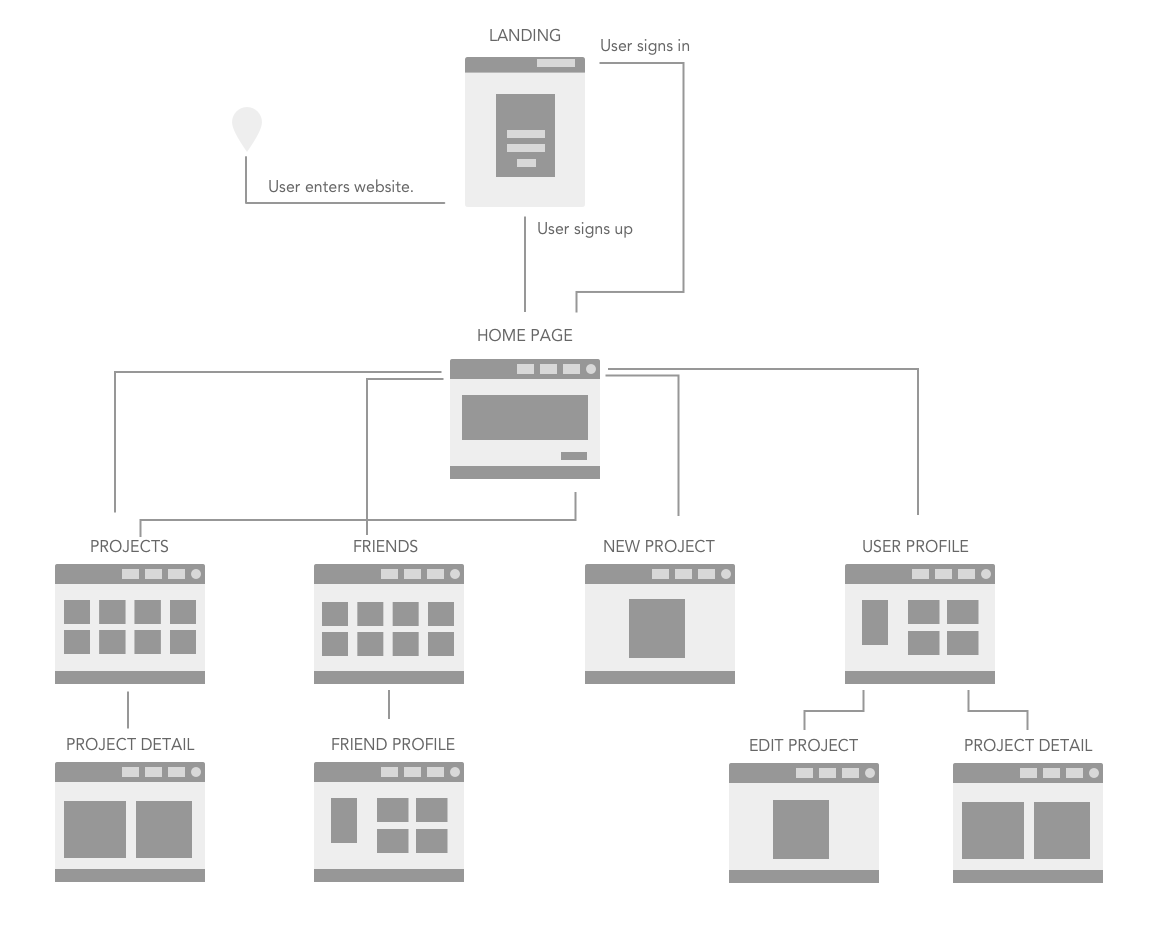 LANDING
User signs in
User enters website.
User signs up
HOME PAGE
PROJECTS
FRIENDS
NEW PROJECT
USER PROFILE
PROJECT DETAIL
FRIEND PROFILE
EDIT PROJECT
PROJECT DETAIL